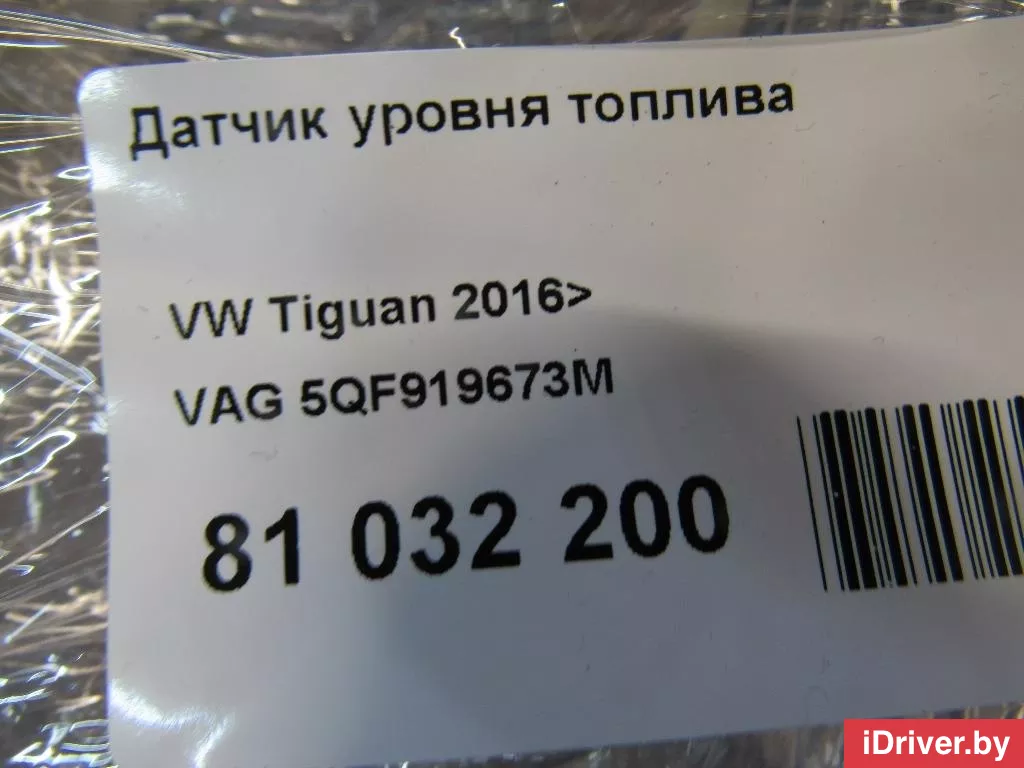 Датчик уровня топлива
VW Tiguan 2016>
VAG 5QF919673M
81 032 200
iDriver.by